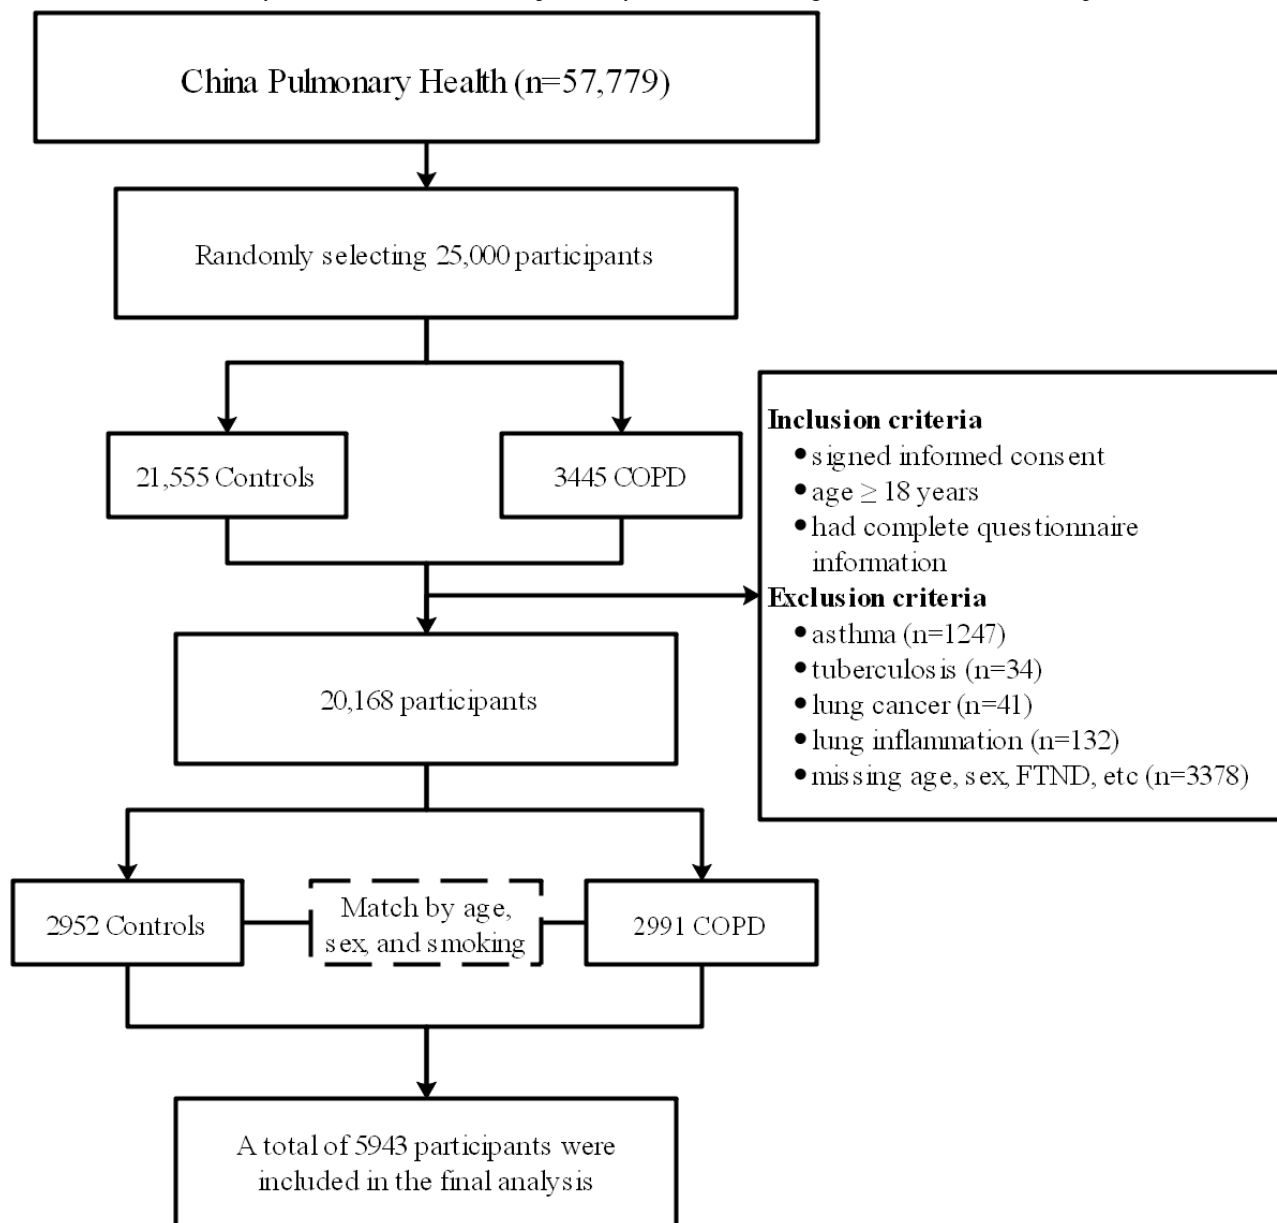 China Pulmonary Health (n=57,779)
Randomly selecting 25,000 participants
21,555 Controls
3445 COPD
Inclusion criteria
• signed informed consent
• age ≥ 18 years
• had complete questionnaire
information
Exclusion criteria
• asthma (n=1247)
• tuberculosis (n=34)
• lung cancer (n=41)
• lung inflammation (n=132)
• missing age, sex, FTND, etc (n=3378)
20,168 participants
2952 Controls
Match by age,
sex, and smoking
2991 COPD
A total of 5943 participants were
included in the final analysis